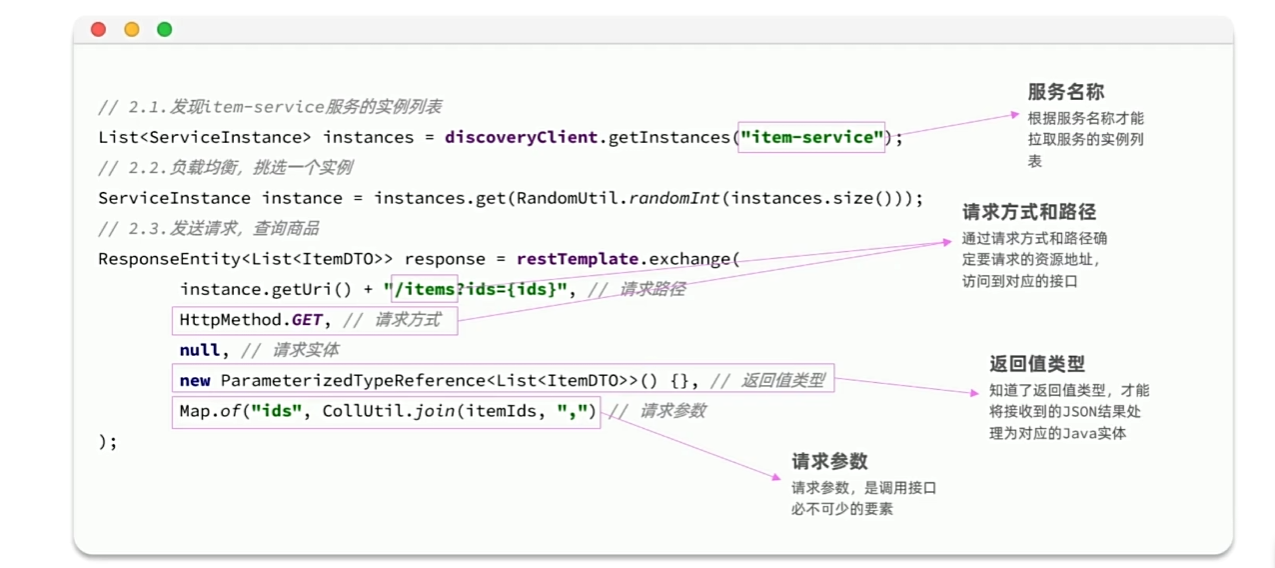 // 2.1.发现item-service服务的实例列表
List<ServiceInstance> instances = discoveryClient.getInstances("item-service");
// 2.2.负载均衡，挑选一个实例
ServiceInstance instance = instances.get(RandomUtil.randomInt(instances.size()));
// 2.3.发送请求，查询商品
ResponseEntity<List<ItemDTO>> response = restTemplate.exchange(
instance.getUri() + "/items?ids={ids}", // 请求路径
HttpMethod.GET, // 请求方式
null, // 请求实体
new ParameterizedTypeReference<List<ItemDTO>>() {}, // 返回值类型
Map.of("ids", CollUtil.join(itemIds, ",") // 请求参数
);
服务名称
根据服务名称才能
拉取服务的实例列
表
请求方式和路径
通过请求方式和路径确
定要请求的资源地址，
访问到对应的接口
返回值类型
知道了返回值类型，才能
将接收到的JSON结果处
理为对应的Java实体
请求参数
请求参数，是调用接口
必不可少的要素